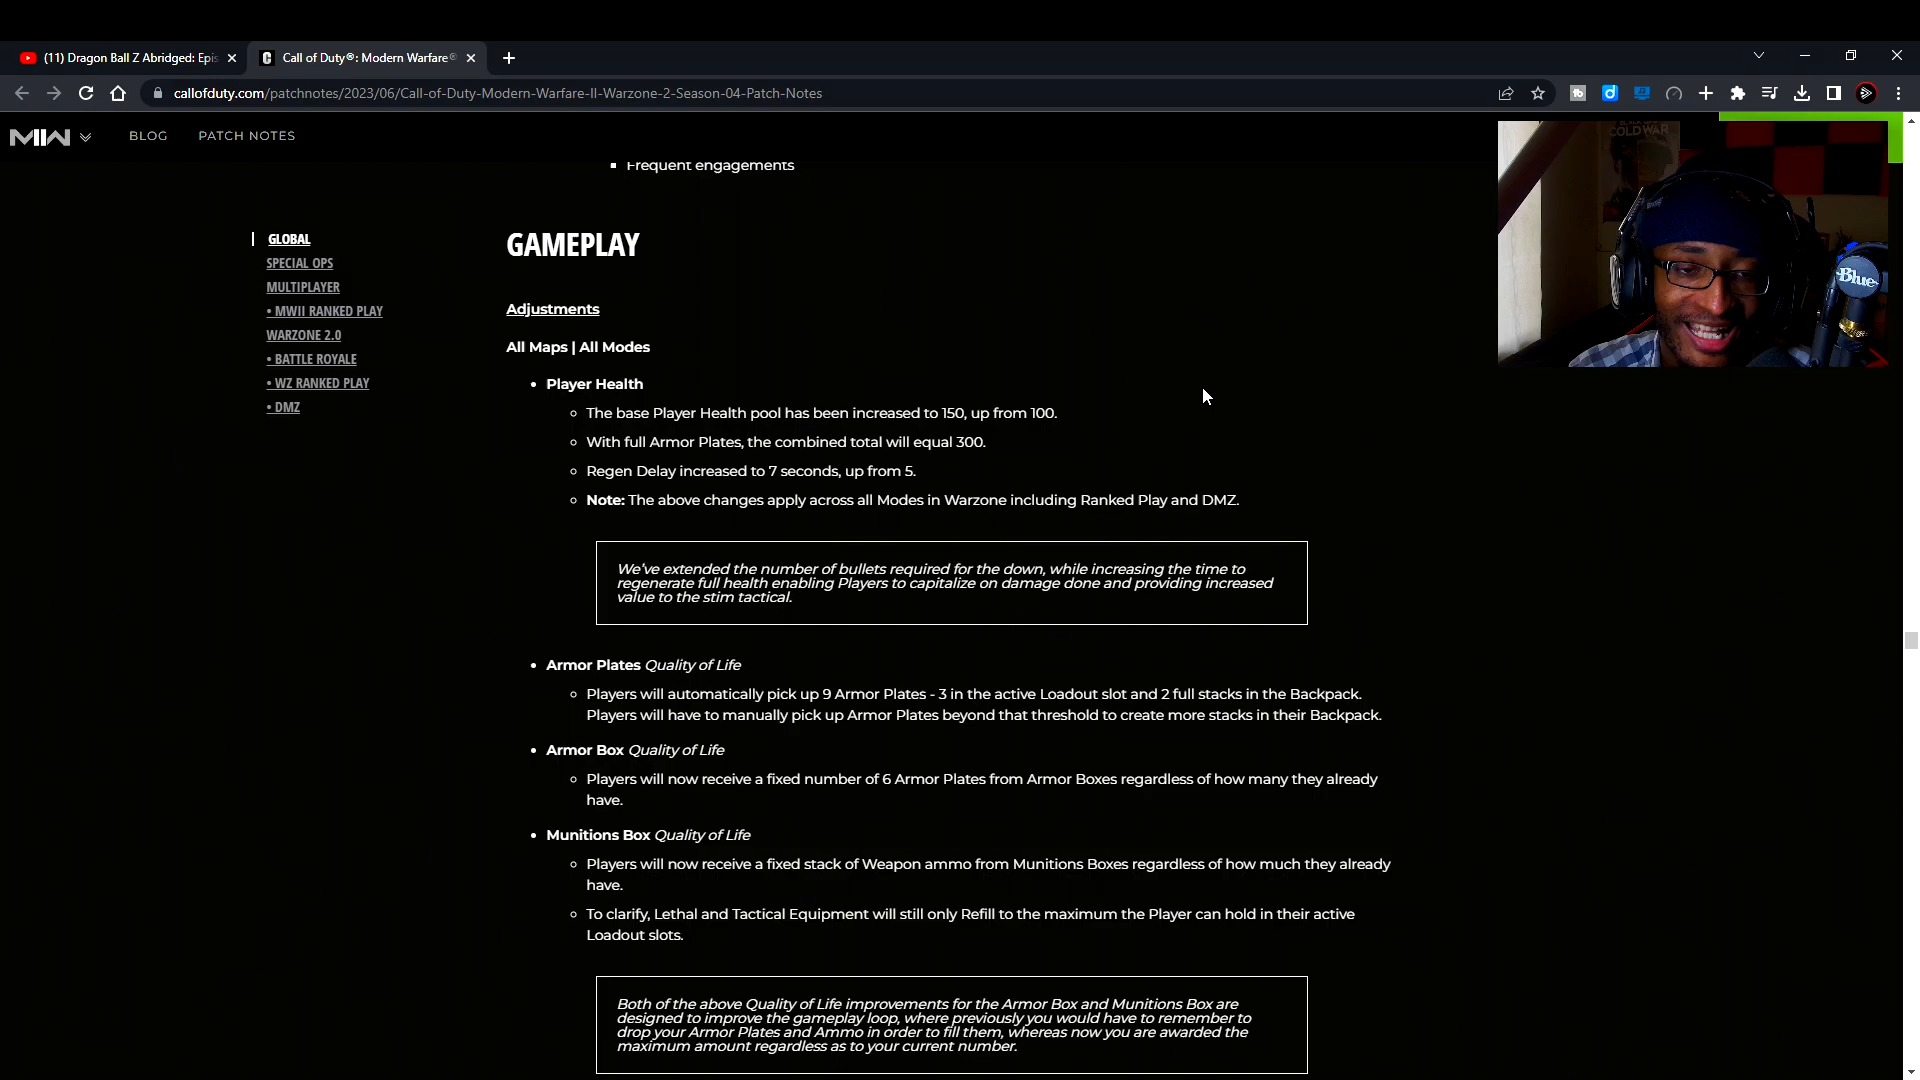 (11) Dragon Ball Z Abridged: Epis
Call of Duty®: Modern Warfare®
callofduty.com/patchnotes/2023/06/Call-of-Duty-Modern-Warfare-II-Warzone-2-Season-04-Patch-Notes
MW BLOG PATCH NOTES
COLD WAR
Frequent engagements
GLOBAL
SPECIAL OPS
MULTIPLAYER
• MWII RANKED PLAY
WARZONE 2.0
• BATTLE ROYALE
• WZ RANKED PLAY
• DMZ
Blue
GAMEPLAY
Adjustments
All Maps | All Modes
• Player Health
The base Player Health pool has been increased to 150, up from 100.
With full Armor Plates, the combined total will equal 300.
Regen Delay increased to 7 seconds, up from 5.
Note: The above changes apply across all Modes in Warzone including Ranked Play and DMZ.
We've extended the number of bullets required for the down, while increasing the time to
regenerate full health enabling Players to capitalize on damage done and providing increased
value to the stim tactical.
• Armor Plates Quality of Life
Players will automatically pick up 9 Armor Plates - 3 in the active Loadout slot and 2 full stacks in the Backpack.
Players will have to manually pick up Armor Plates beyond that threshold to create more stacks in their Backpack.
• Armor Box Quality of Life
Players will now receive a fixed number of 6 Armor Plates from Armor Boxes regardless of how many they already
have.
• Munitions Box Quality of Life
Players will now receive a fixed stack of Weapon ammo from Munitions Boxes regardless of how much they already
have.
To clarify, Lethal and Tactical Equipment will still only Refill to the maximum the Player can hold in their active
Loadout slots.
Both of the above Quality of Life improvements for the Armor Box and Munitions Box are
designed to improve the gameplay loop, where previously you would have to remember to
drop your Armor Plates and Ammo in order to fill them, whereas now you are awarded the
maximum amount regardless as to your current number.